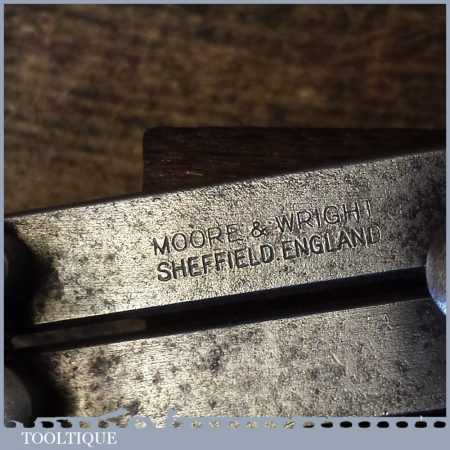 MOORE & WRIGHT
SHEFFIELD ENGLAND
TOOLTIQUE